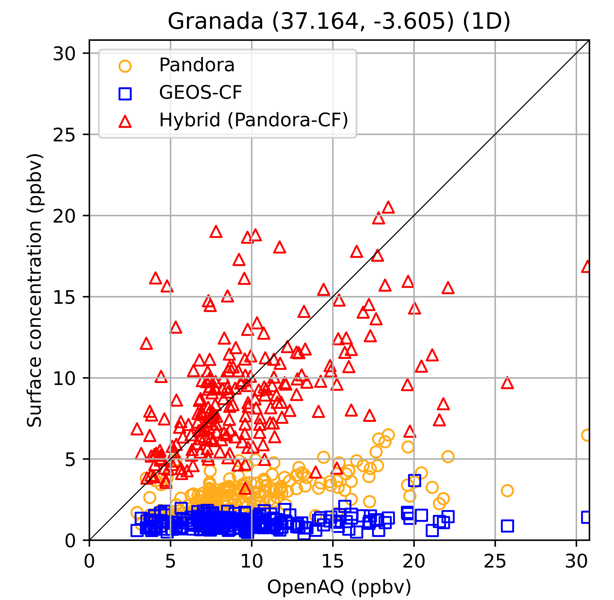 Granada (37.164, -3.605) (1D)
Pandora
GEOS-CF
Hybrid (Pandora-CF)
Surface concentration (ppbv)
30
25
20
15
10
5
0
0 5 10 15 20 25 30
OpenAQ (ppbv)